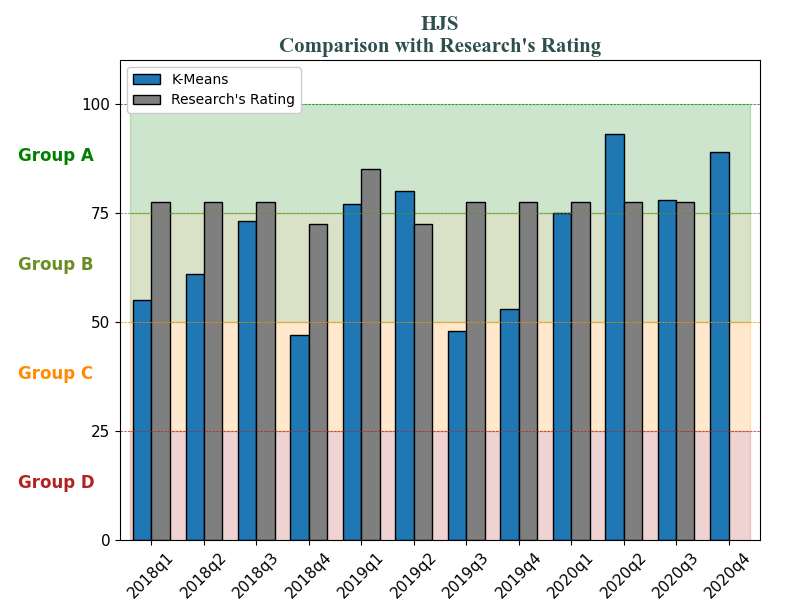 HJS
Comparison with Research's Rating
K-Means
Research's Rating
100
Group A
75
Group B
50
Group C
25
Group D
0
2018q1
2018q2
2018q3
2018q4
2019q1
2019q2
2019q3
2019q4
2020q1
2020q2
2020q3
2020q4